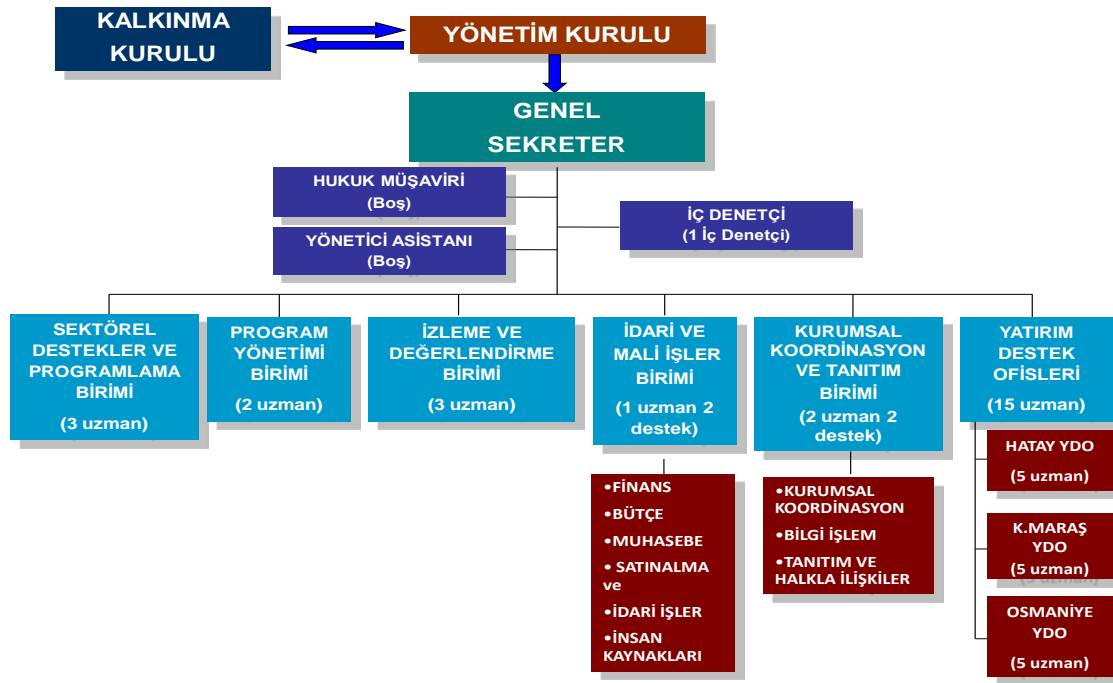 KALKINMA
KURULU
YÖNETİM KURULU
GENEL
SEKRETER
HUKUK MÜŞAVİRİ
(Boş)
YÖNETİCİ ASİSTANI
(Boş)
İÇ DENETÇİ
(1 İç Denetçi)
SEKTÖREL
DESTEKLER VE
PROGRAMLAMA
BİRİMİ
(3 uzman)
PROGRAM
YÖNETİMİ
BİRİMİ
(2 uzman)
İZLEME VE
DEĞERLENDİRME
BİRİMİ
(3 uzman)
İDARİ VE
MALİ İŞLER
BİRİMİ
(1 uzman 2
destek)
KURUMSAL
KOORDİNASYON
VE TANITIM
BİRİMİ
(2 uzman 2
destek)
YATIRIM
DESTEK
OFİSLERİ
(15 uzman)
•FİNANS
•BÜTÇE
•MUHASEBE
• SATINALMA
ve
•İDARİ İŞLER
•İNSAN
KAYNAKLARI
•KURUMSAL
KOORDİNASYON
•BİLGİ İŞLEM
•TANITIM VE
HALKLA İLİŞKİLER
HATAY YDO
(5 uzman)
K.MARAŞ
YDO
(5 uzman)
OSMANİYE
YDO
(5 uzman)